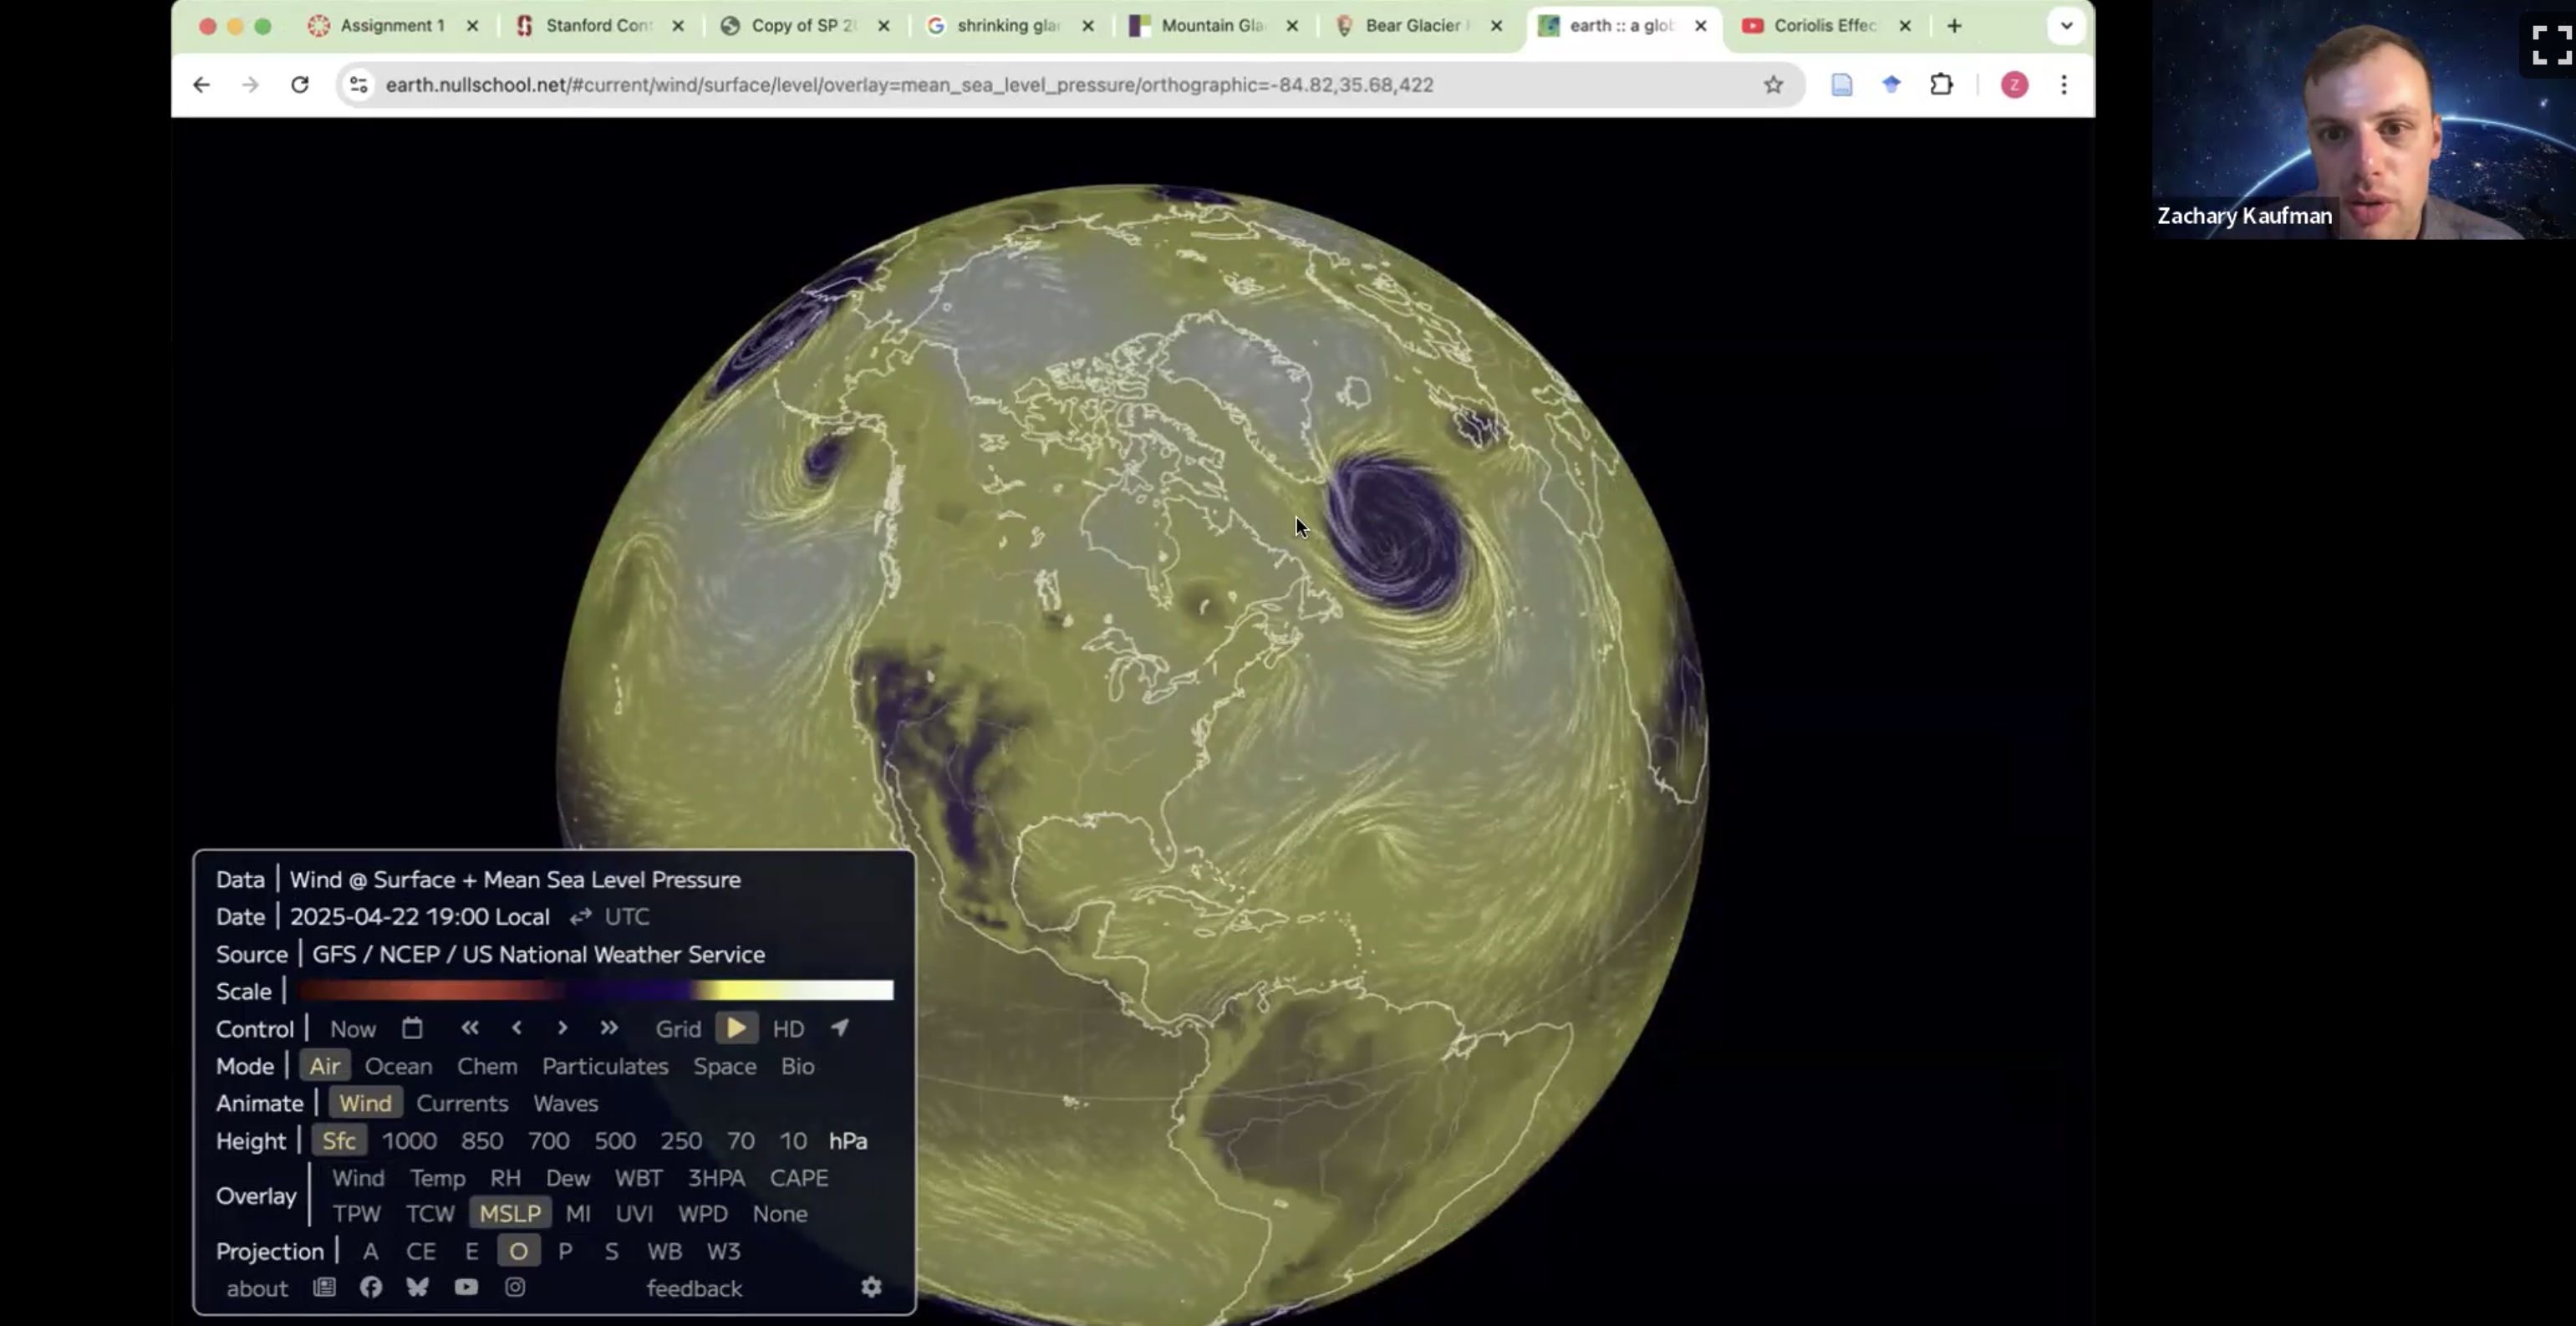 Assignment 1
Stanford Con
Copy of SP 2
shrinking gla
Mountain Gla
Bear Glacier
earth :: a glob
Coriolis Effec
earth.nullschool.net/#current/wind/surface/level/overlay=mean_sea_level_pressure/orthographic=-84.82,35.68,422
Z
Zachary Kaufman
Data | Wind @ Surface + Mean Sea Level Pressure
Date | 2025-04-22 19:00 Local ⇄ UTC
Source | GFS / NCEP / US National Weather Service
Scale |
Control | Now « ‹ › » Grid HD
Mode | Air Ocean Chem Particulates Space Bio
Animate | Wind Currents Waves
Height | Sfc 1000 850 700 500 250 70 10 hPa
Overlay | Wind Temp RH Dew WBT 3HPA CAPE
TPW TCW MSLP MI UVI WPD None
Projection | A CE E O P S WB W3
about feedback